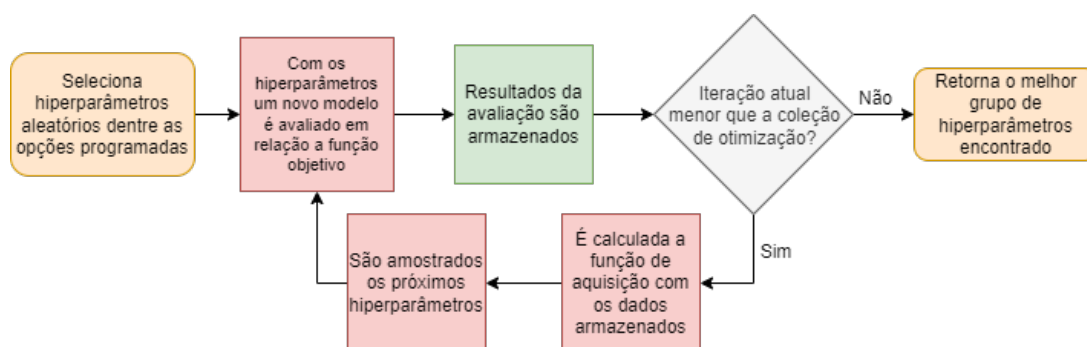 Seleciona
hiperparâmetros
aleatórios dentre as
opções programadas
Com os
hiperparâmetros
um novo modelo
é avaliado em
relação a função
objetivo
Resultados da
avaliação são
armazenados
Iteração atual
menor que a coleção
de otimização?
Não
Retorna o melhor
grupo de
hiperparâmetros
encontrado
Sim
É calculada a
função de
aquisição com
os dados
armazenados
São amostrados
os próximos
hiperparâmetros